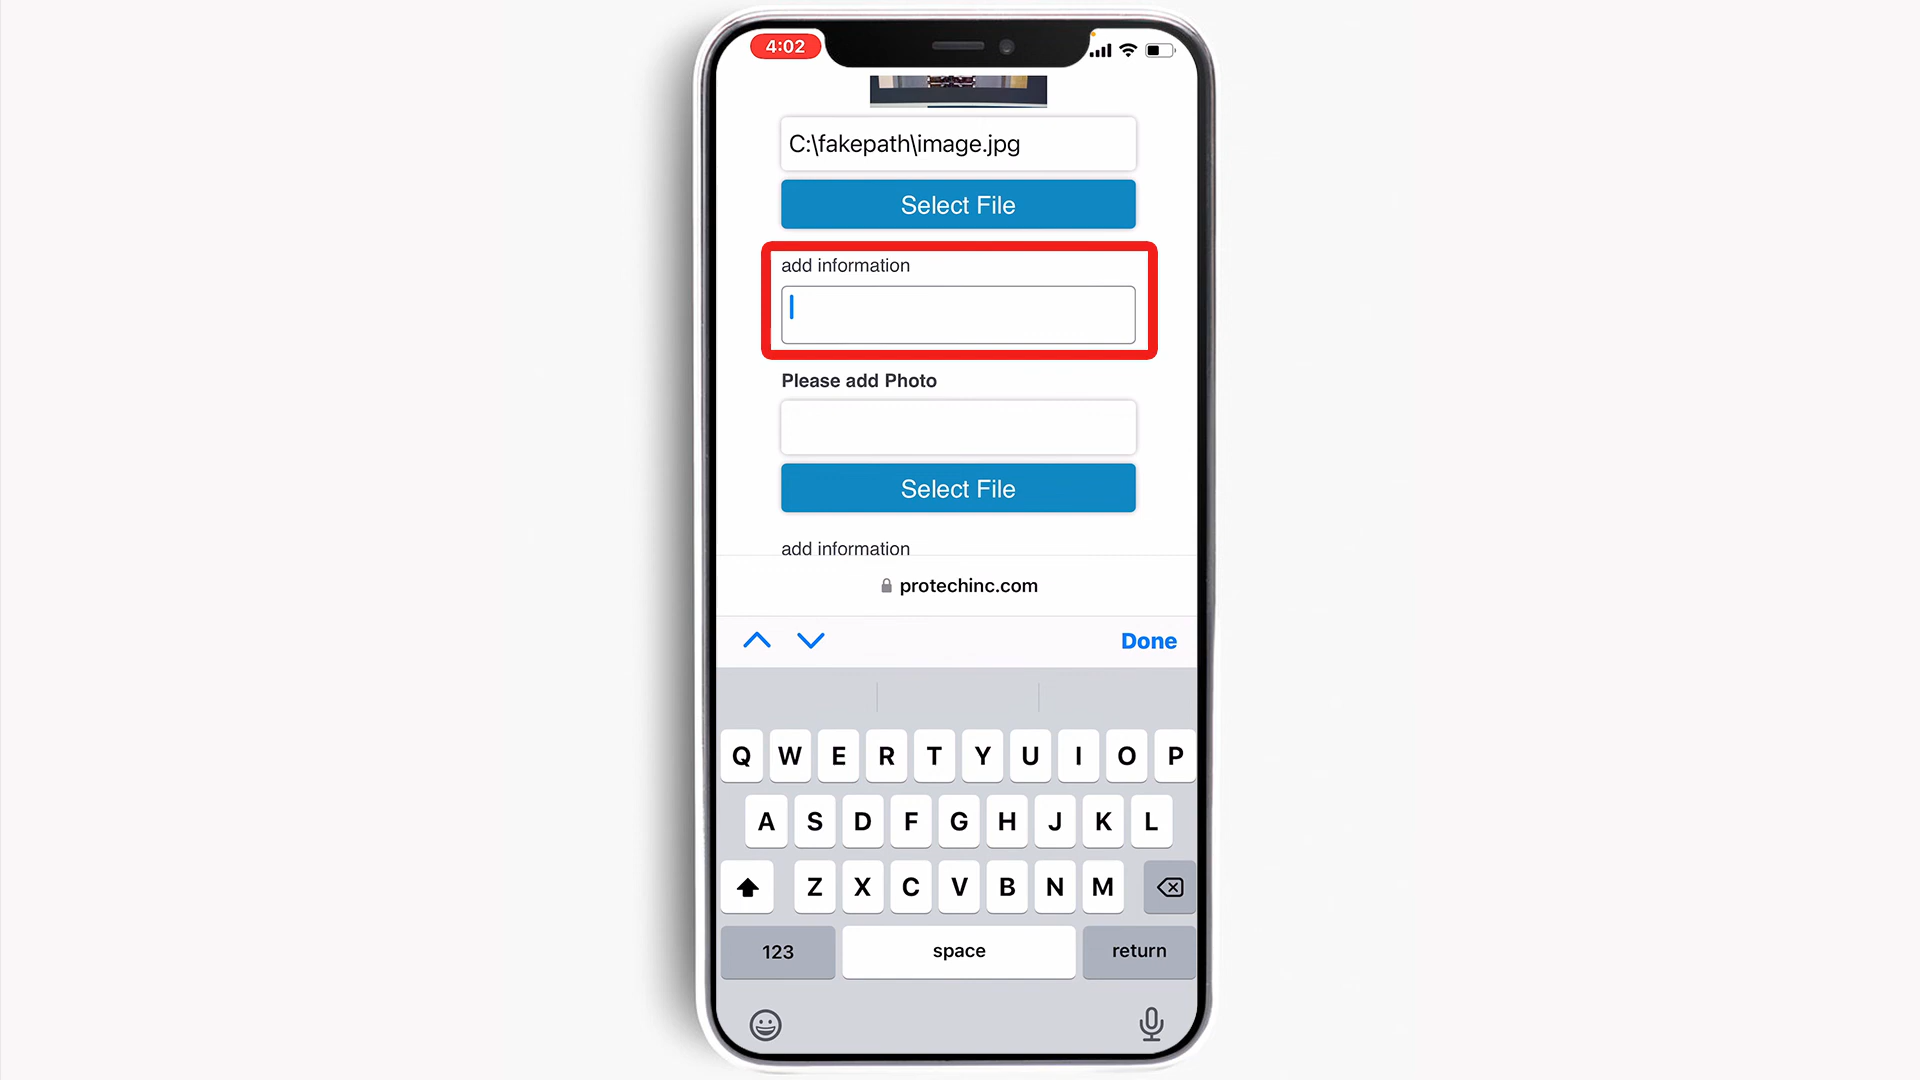 4:02
C:\fakepath\image.jpg
Select File
add information
Please add Photo
Select File
add information
protechinc.com
Done
Q W E R T Y U I O P
A S D F G H J K L
Z X C V B N M
123 space return